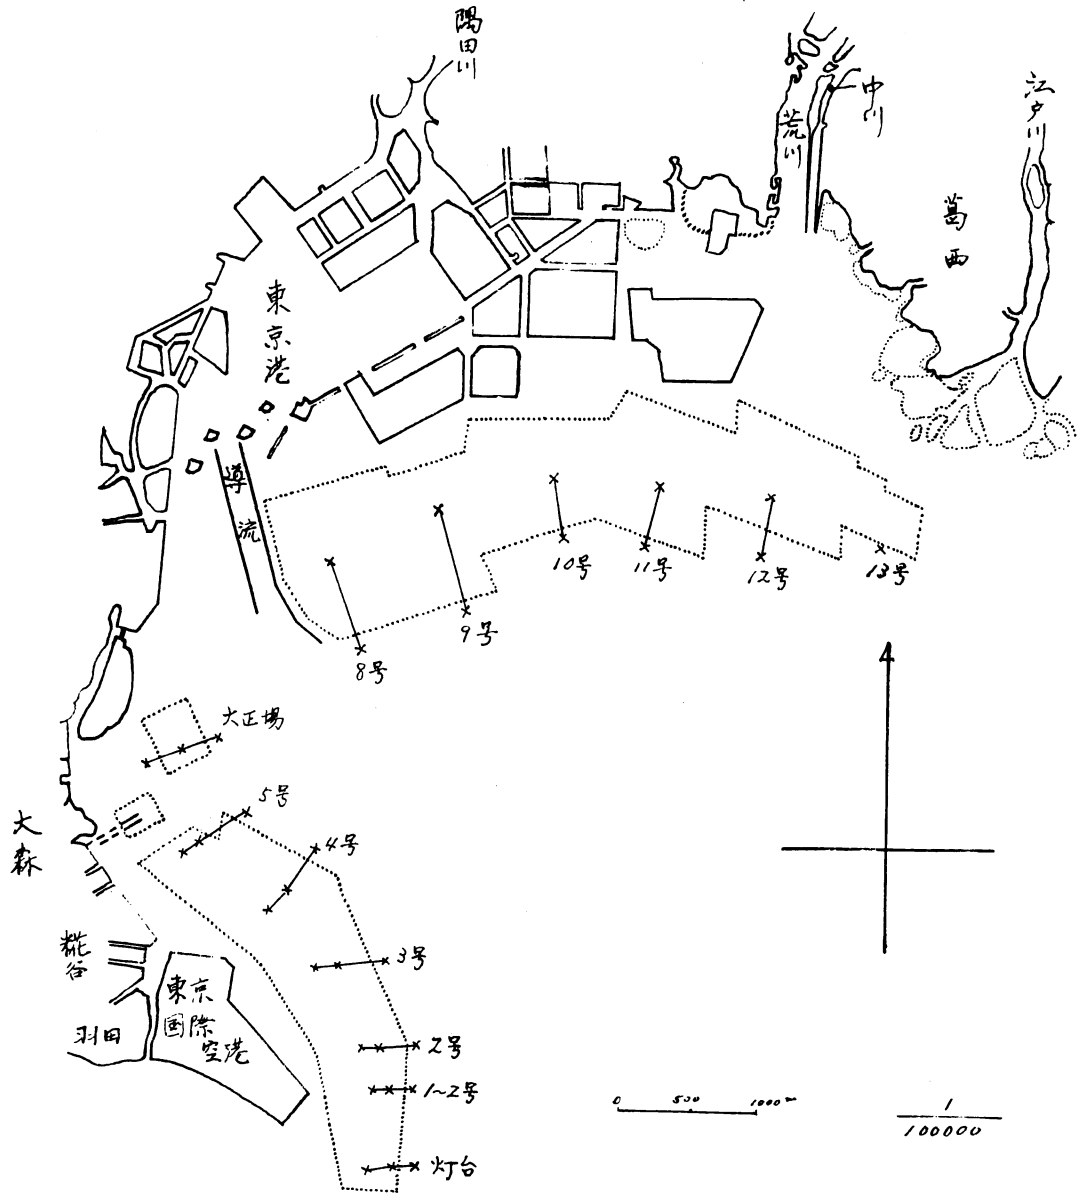 隅田川
中川
荒川
江戸川
葛西
東京港
導流
10号
11号
12号
13号
9号
8号
大正場
5号
4号
大森
糀谷
3号
羽田
東京
国際
空港
2号
1~2号
灯台
0 500 1000m
1
100000
4